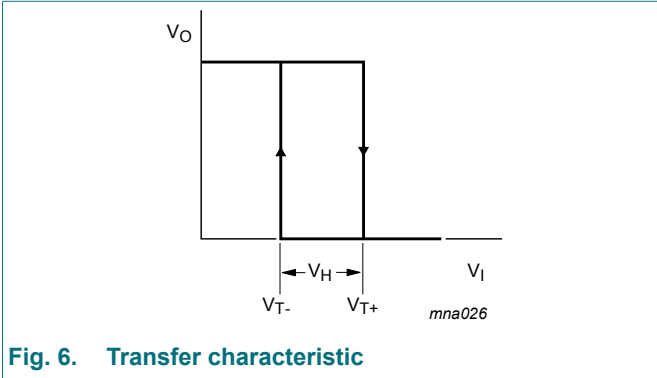 VO
VH
VI
VT-
VT+
mna026
Fig. 6. Transfer characteristic